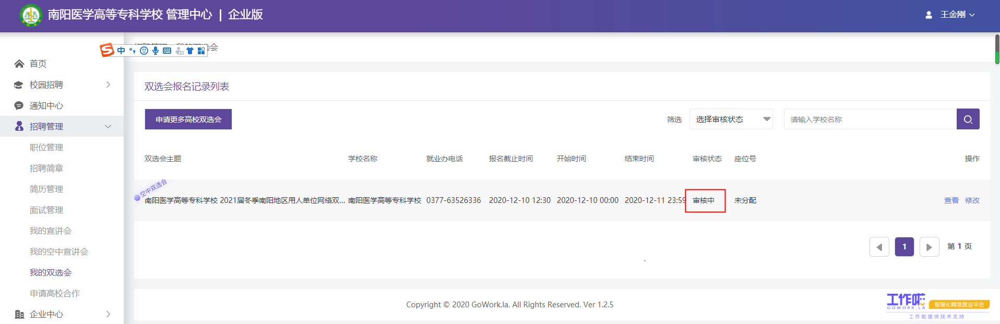 南阳医学高等专科学校 管理中心 | 企业版
王金刚
中
招聘管理 我的双选会
首页
校园招聘
通知中心
招聘管理
职位管理
招聘简章
简历管理
面试管理
我的宣讲会
我的空中宣讲会
我的双选会
申请高校合作
企业中心
双选会报名记录列表
申请更多高校双选会
筛选 选择审核状态 请输入学校名称
双选会主题 学校名称 就业办电话 报名截止时间 开始时间 结束时间 审核状态 座位号 操作
空中双选会
南阳医学高等专科学校 2021届冬季南阳地区用人单位网络双... 南阳医学高等专科学校 0377-63526336 2020-12-10 12:30 2020-12-10 00:00 2020-12-11 23:59 审核中 未分配 查看 修改
1 第 1 页
Copyright © 2020 GoWork.la. All Rights Reserved. Ver 1.2.5
工作啦 智慧化精准就业平台
GOWORK.LA
工作啦提供技术支持